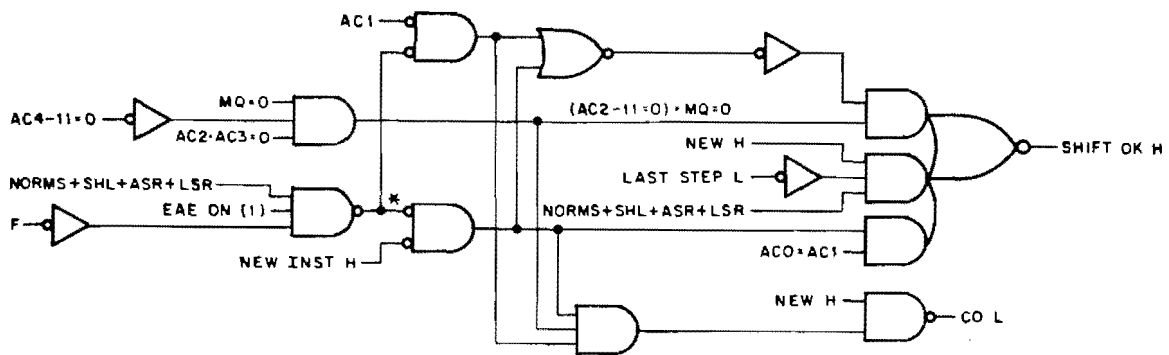 AC1
MQ=0
AC4-11=0
AC2·AC3=0
(AC2-11=0)·MQ=0
NEW H
SHIFT OK H
LAST STEP L
NORMS+SHL+ASR+LSR
EAE ON (1)
*
NORMS+SHL+ASR+LSR
F
AC0=AC1
NEW INST H
NEW H
CO L